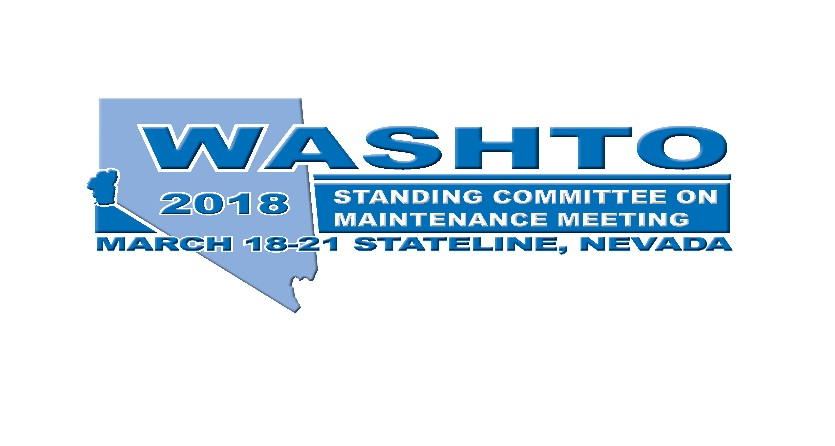 WASHTO
2018
STANDING COMMITTEE ON
MAINTENANCE MEETING
MARCH 18-21 STATELINE, NEVADA